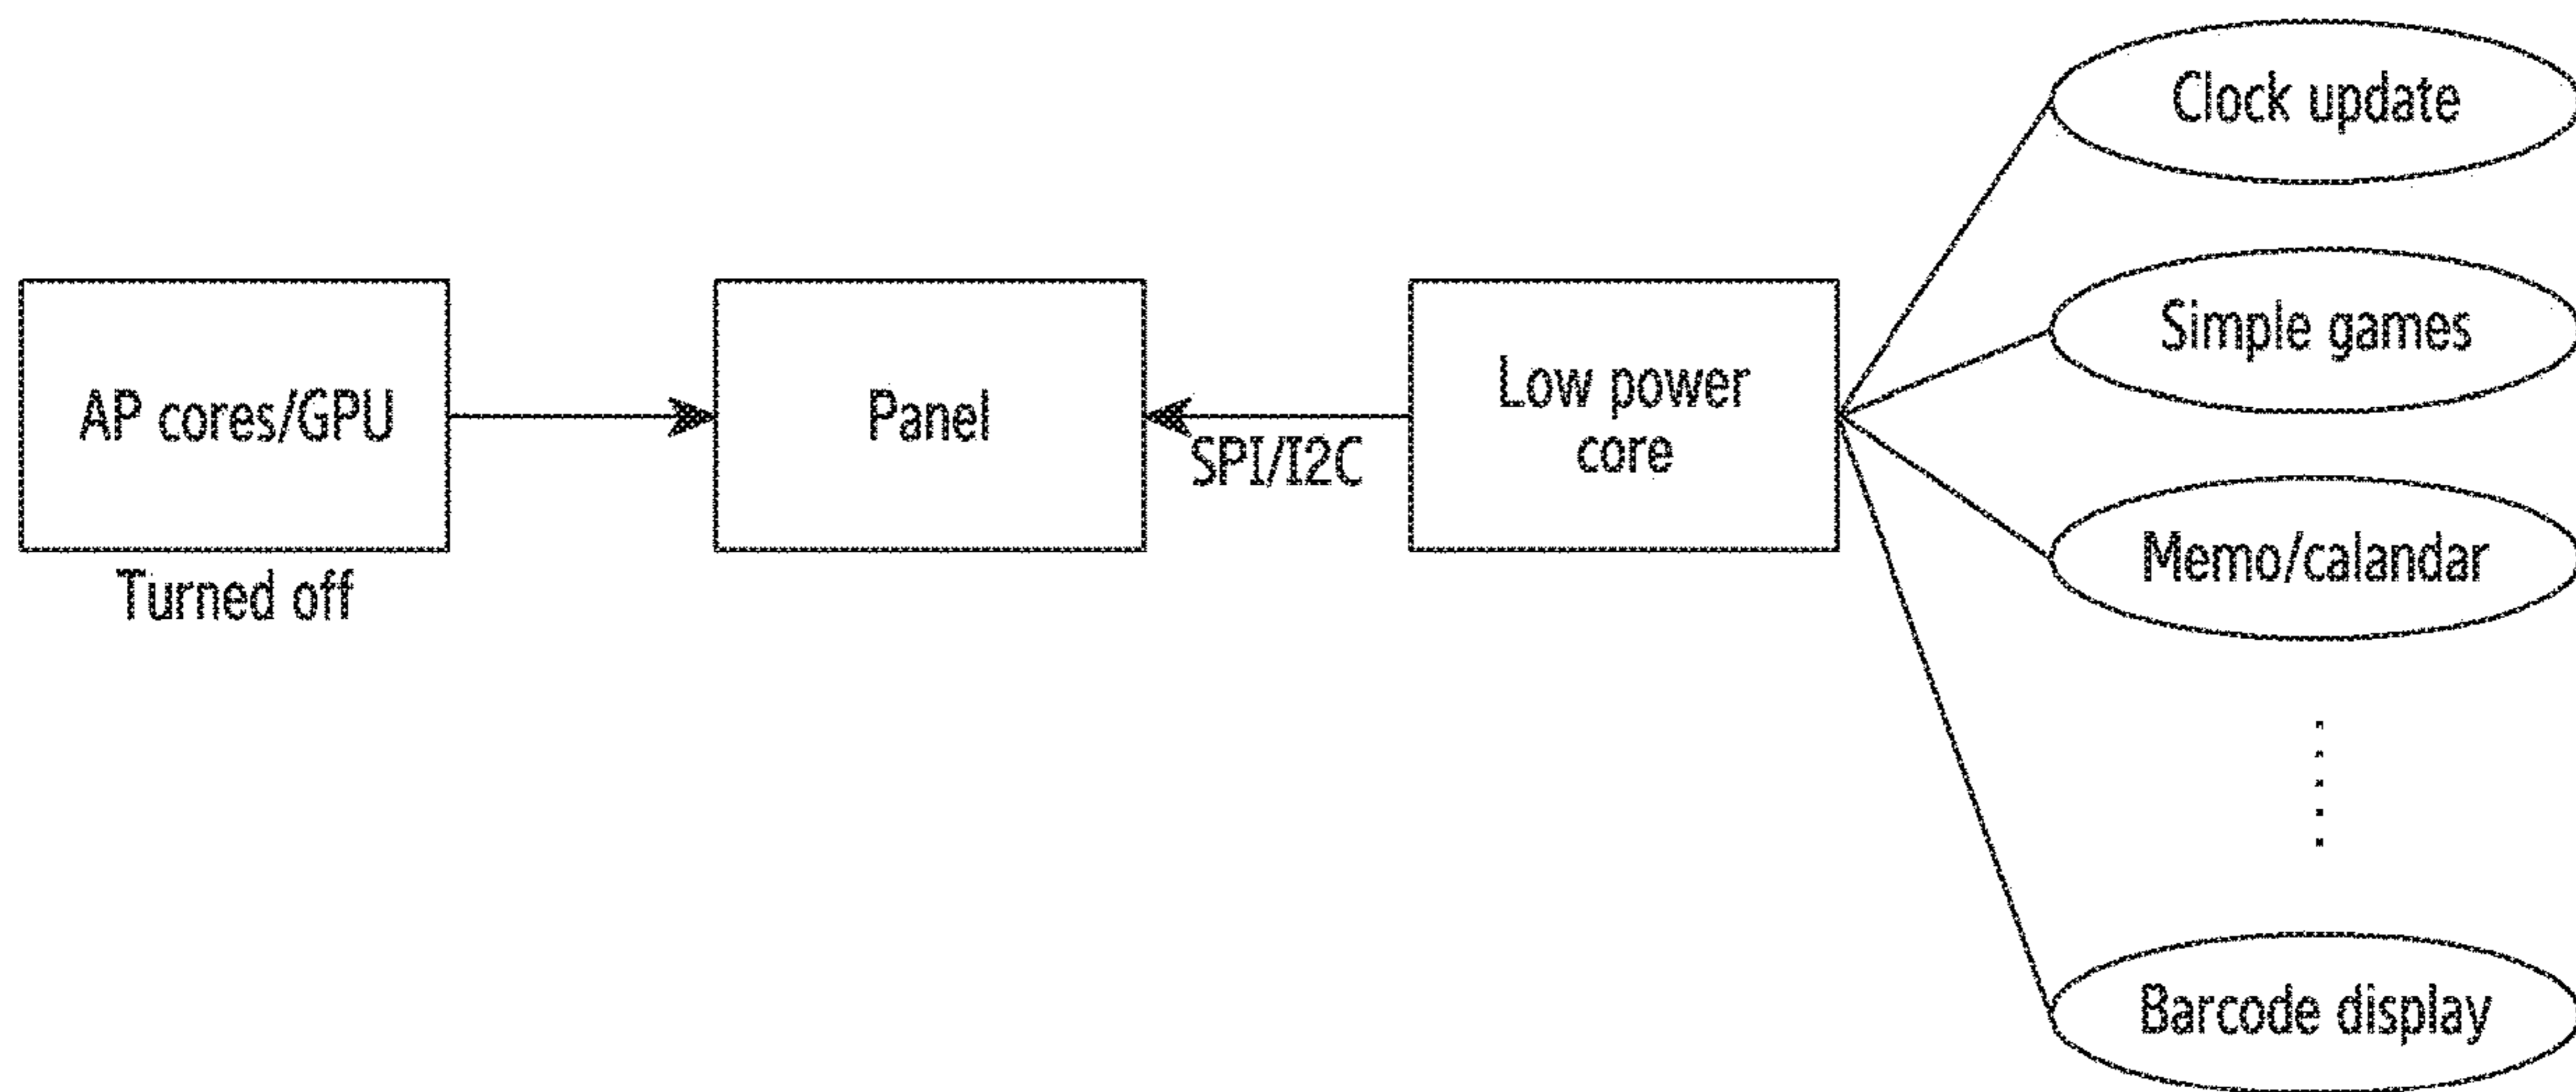 Clock update
Simple games
AP cores/GPU
Panel
Low power
core
SPI/I2C
Turned off
Memo/calandar
Barcode display